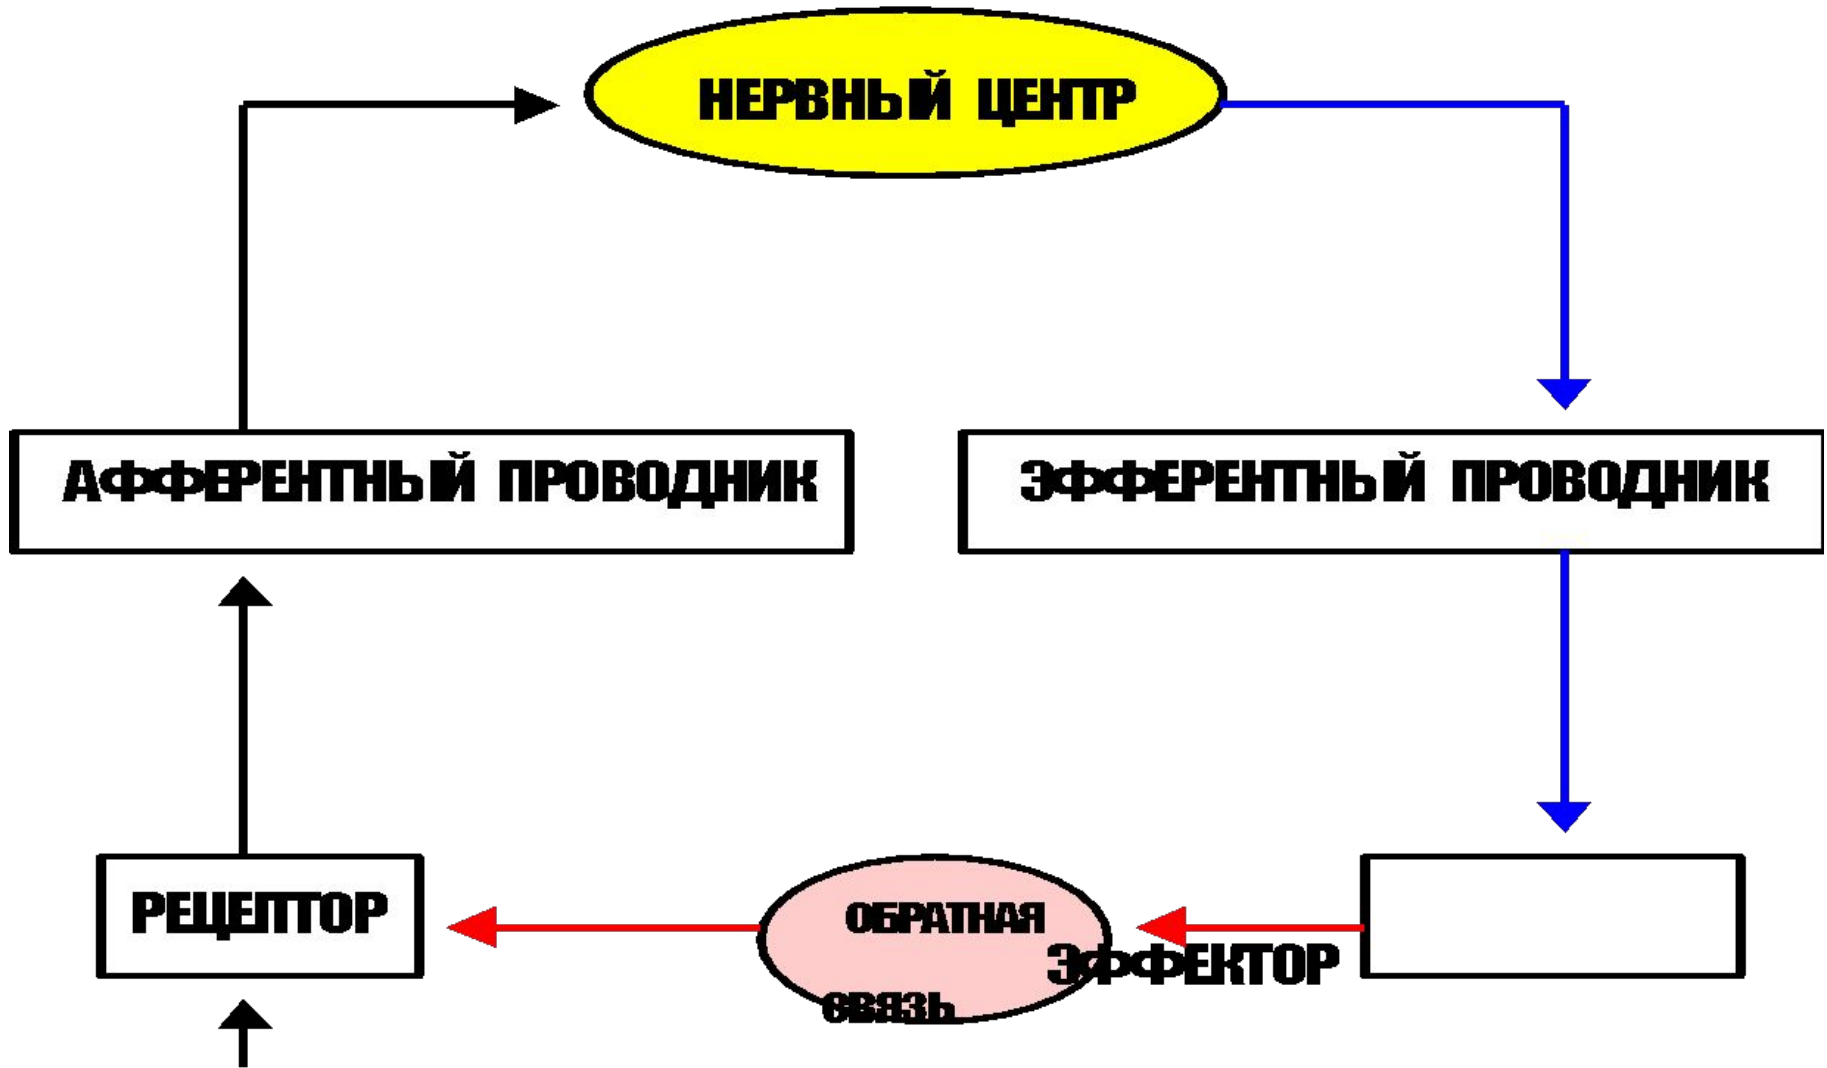 НЕРВНЫЙ ЦЕНТР
АФФЕРЕНТНЫЙ ПРОВОДНИК
ЭФФЕРЕНТНЫЙ ПРОВОДНИК
РЕЦЕПТОР
ОБРАТНАЯ
СВЯЗЬ
ЭФФЕКТОР